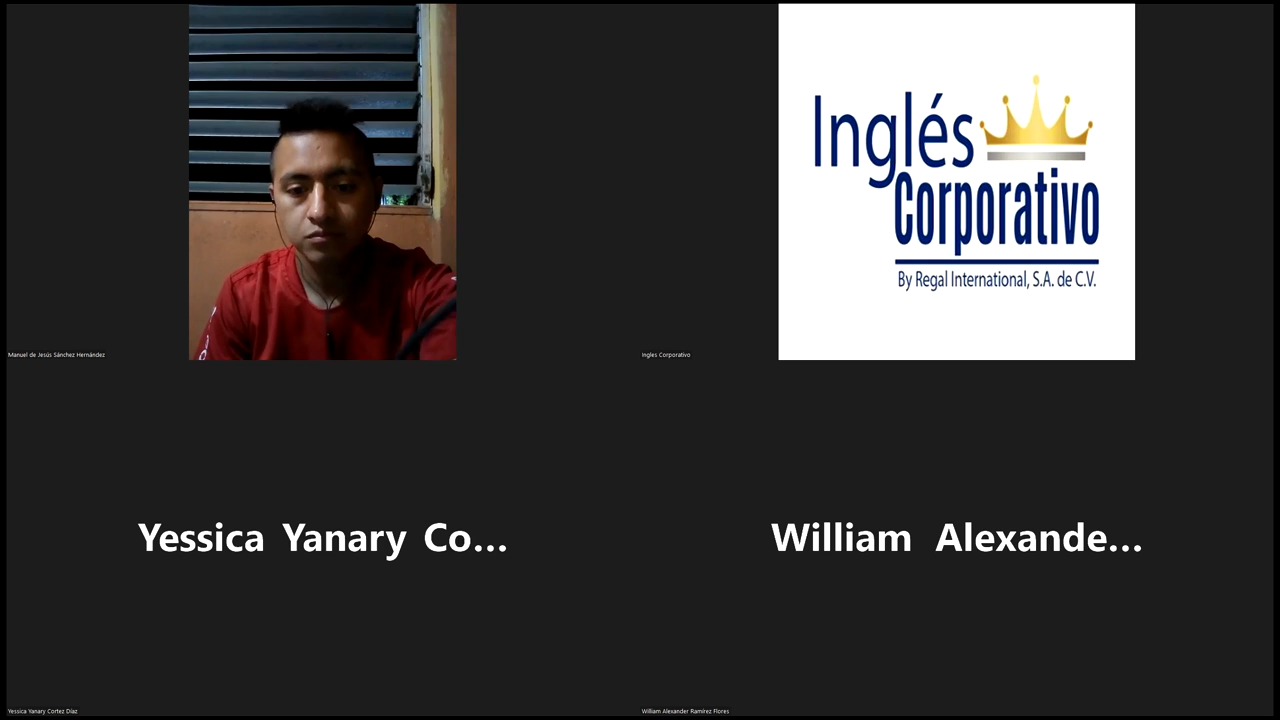 Inglés
Corporativo
By Regal International, S.A. de C.V.
Manuel de Jesús Sánchez Hernández
Ingles Corporativo
Yessica Yanary Co...
William Alexande...
Yessica Yanary Cortez Díaz
William Alexander Ramírez Flores